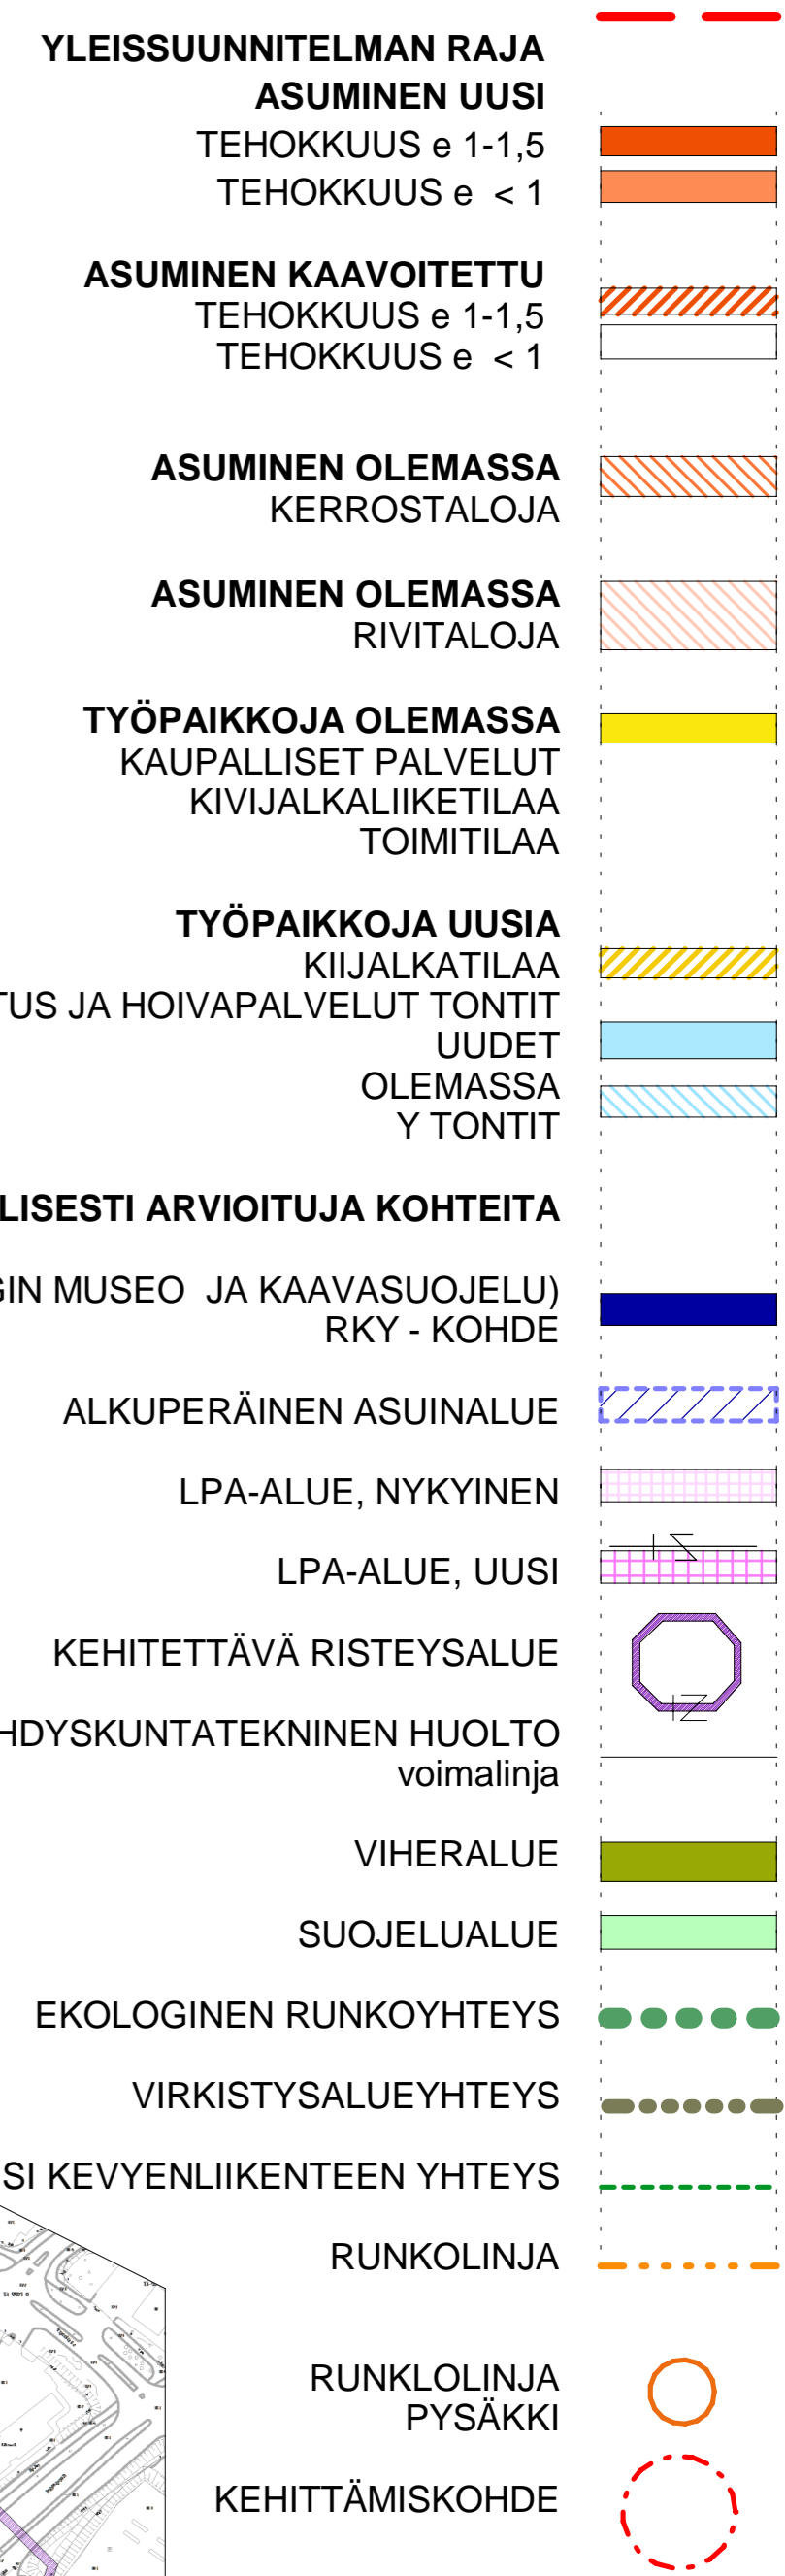 YLEISSUUNNITELMAN RAJA
ASUMINEN UUSI
TEHOKKUUS e 1-1,5
TEHOKKUUS e < 1
ASUMINEN KAAVOITETTU
TEHOKKUUS e 1-1,5
TEHOKKUUS e < 1
ASUMINEN OLEMASSA
KERROSTALOJA
ASUMINEN OLEMASSA
RIVITALOJA
TYÖPAIKKOJA OLEMASSA
KAUPALLISET PALVELUT
KIVIJALKALIIKETILAA
TOIMITILAA
TYÖPAIKKOJA UUSIA
KIIJALKATILAA
TUS JA HOIVAPALVELUT TONTIT
UUDET
OLEMASSA
Y TONTIT
LISESTI ARVIOITUJA KOHTEITA
GIN MUSEO JA KAAVASUOJELU)
RKY - KOHDE
ALKUPERÄINEN ASUINALUE
LPA-ALUE, NYKYINEN
LPA-ALUE, UUSI
KEHITETTÄVÄ RISTEYSALUE
HDYSKUNTATEKNINEN HUOLTO
voimalinja
VIHERALUE
SUOJELUALUE
EKOLOGINEN RUNKOYHTEYS
VIRKISTYSALUEYHTEYS
SI KEVYENLIIKENTEEN YHTEYS
RUNKOLINJA
RUNKLOLINJA
PYSÄKKI
KEHITTÄMISKOHDE